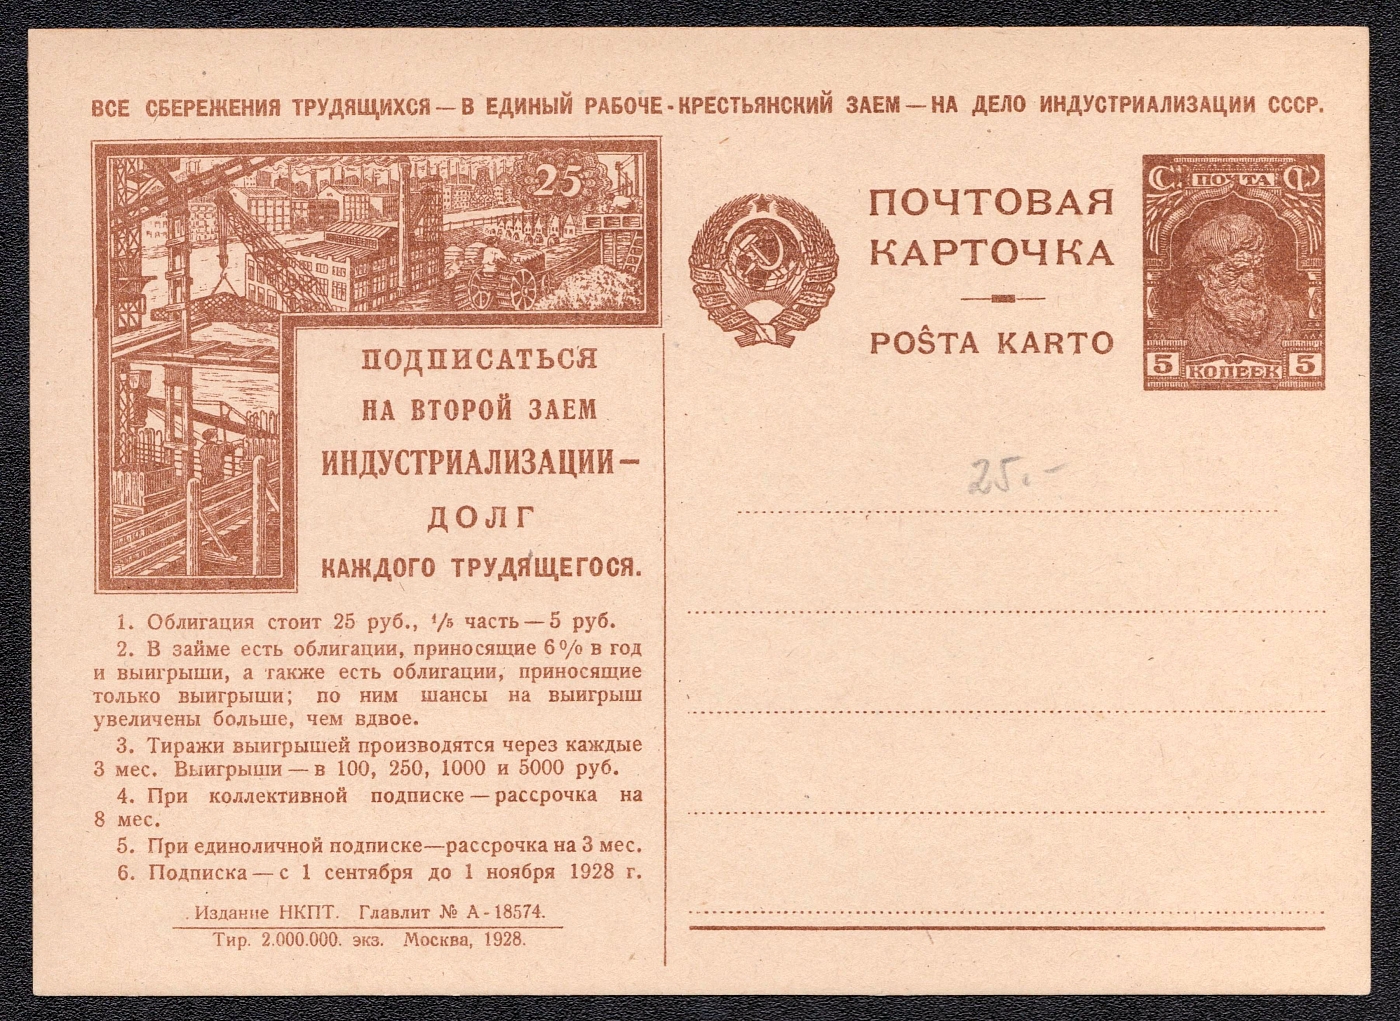 ВСЕ СБЕРЕЖЕНИЯ ТРУДЯЩИХСЯ — В ЕДИНЫЙ РАБОЧЕ-КРЕСТЬЯНСКИЙ ЗАЕМ — НА ДЕЛО ИНДУСТРИАЛИЗАЦИИ СССР.
25
ПОДПИСАТЬСЯ
НА ВТОРОЙ ЗАЕМ
ИНДУСТРИАЛИЗАЦИИ —
ДОЛГ
КАЖДОГО ТРУДЯЩЕГОСЯ.
1. Облигация стоит 25 руб., 1/5 часть — 5 руб.
2. В займе есть облигации, приносящие 6% в год
и выигрыши, а также есть облигации, приносящие
только выигрыши; по ним шансы на выигрыш
увеличены больше, чем вдвое.
3. Тиражи выигрышей производятся через каждые
3 мес. Выигрыши — в 100, 250, 1000 и 5000 руб.
4. При коллективной подписке — рассрочка на
8 мес.
5. При единоличной подписке—рассрочка на 3 мес.
6. Подписка — с 1 сентября до 1 ноября 1928 г.
Издание НКПТ. Главлит № А-18574.
Тир. 2.000.000. экз. Москва, 1928.
ПОЧТОВАЯ
КАРТОЧКА
POŜTA KARTO
ПОЧТА
5 КОПЕЕК 5
25.-